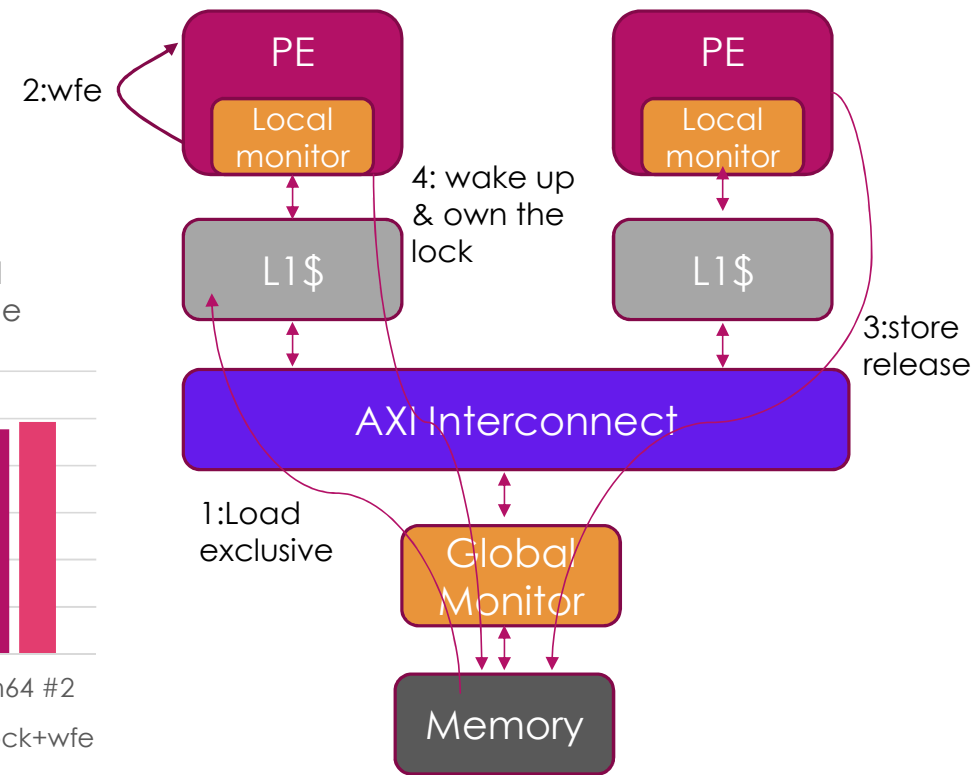 PE
PE
2:wfe
Local
monitor
Local
monitor
4: wake up
& own the
lock
L1$
L1$
e
3:store
release
AXI Interconnect
1:Load
exclusive
Global
Monitor
64 #2
ck+wfe
Memory